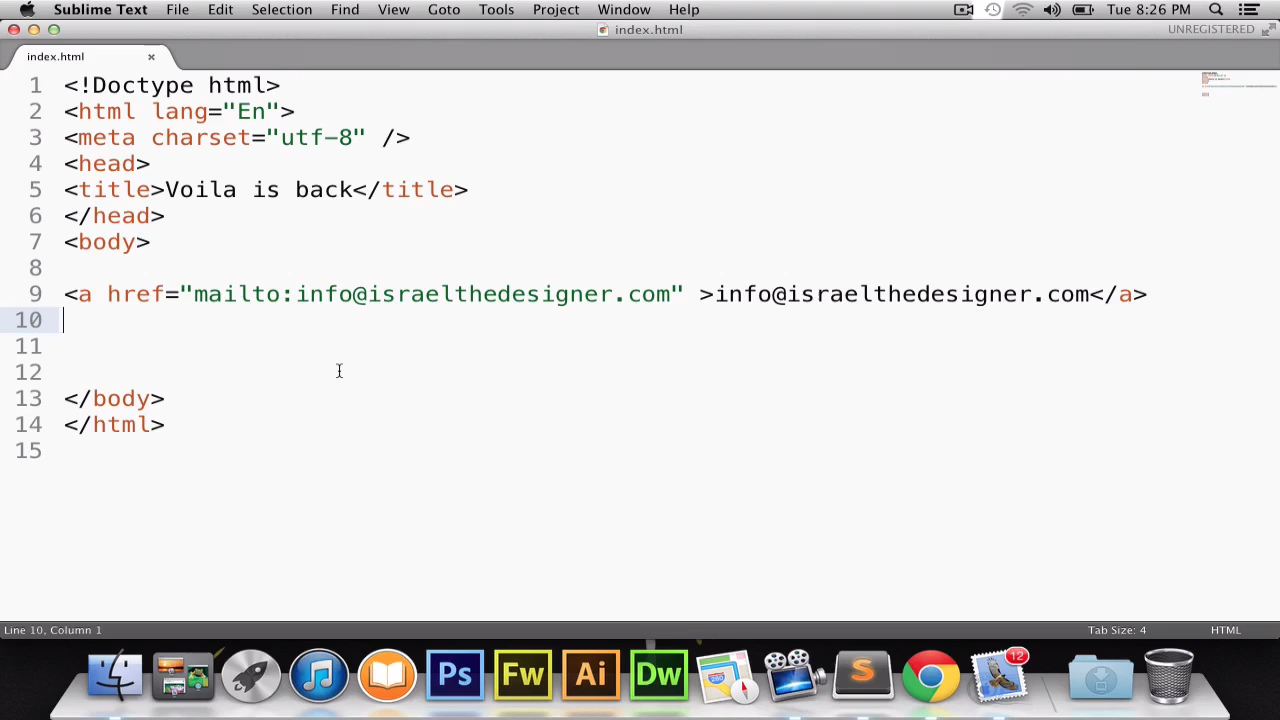 Sublime Text File Edit Selection Find View Goto Tools Project Window Help Tue 8:26 PM
index.html UNREGISTERED
index.html ×
1 <!Doctype html>
2 <html lang="En">
3 <meta charset="utf-8" />
4 <head>
5 <title>Voila is back</title>
6 </head>
7 <body>
8
9 <a href="mailto:info@israelthedesigner.com" >info@israelthedesigner.com</a>
10
11
12
13 </body>
14 </html>
15
Line 10, Column 1 Tab Size: 4 HTML
Ps Fw Ai Dw S 12